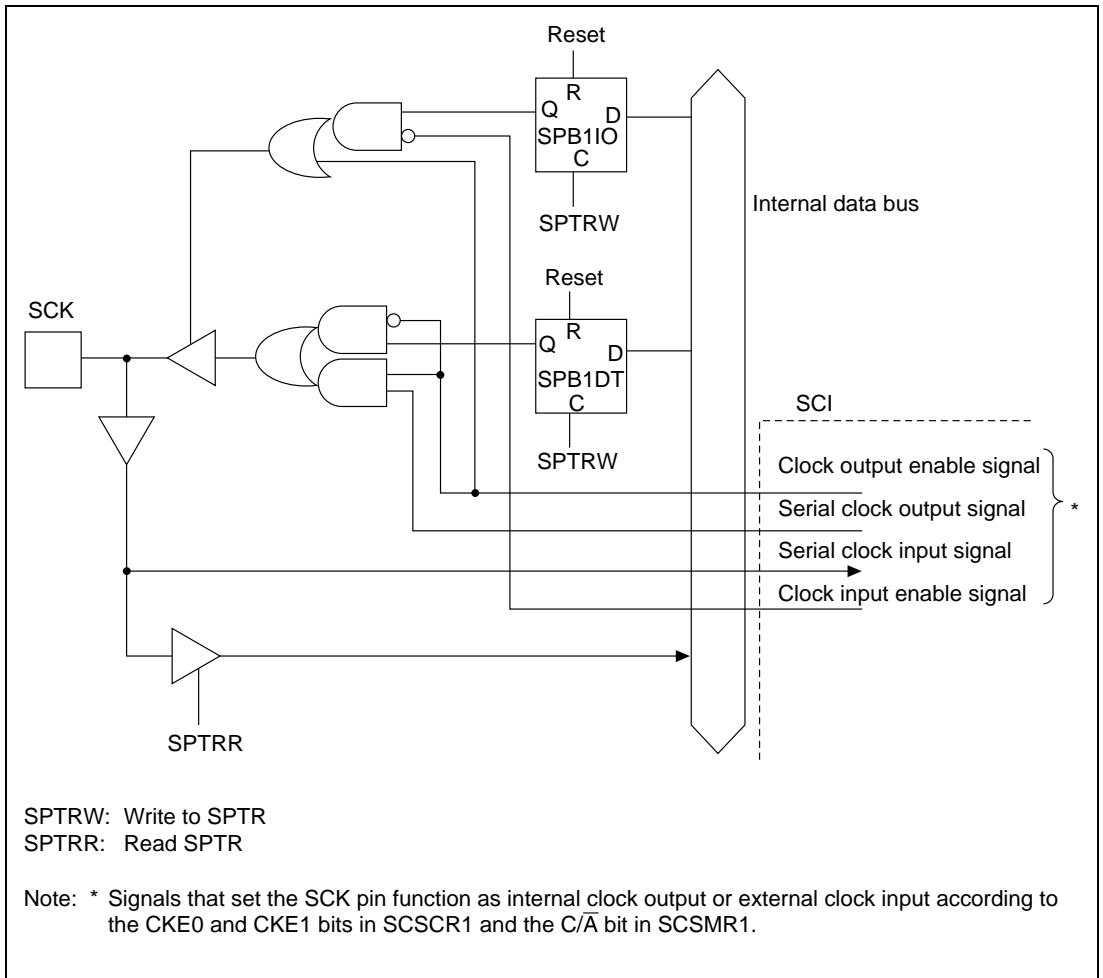 Reset
R
Q
D
SPB1IO
C
SPTRW
Internal data bus
Reset
SCK
R
Q
D
SPB1DT
C
SCI
SPTRW
Clock output enable signal
Serial clock output signal
*
Serial clock input signal
Clock input enable signal
SPTRR
SPTRW: Write to SPTR
SPTRR: Read SPTR
Note: * Signals that set the SCK pin function as internal clock output or external clock input according to
the CKE0 and CKE1 bits in SCSCR1 and the C/A̅ bit in SCSMR1.